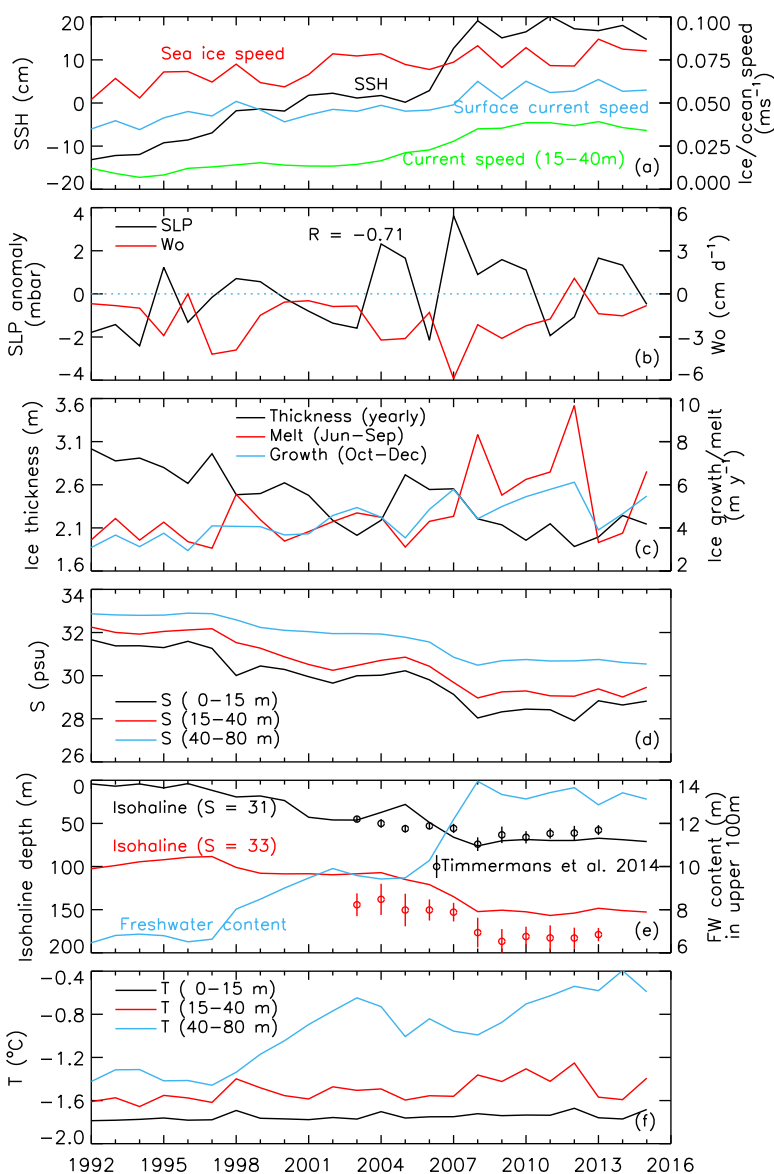 20
10
0
−10
−20
SSH (cm)
Sea ice speed
SSH
Surface current speed
Current speed (15−40m)
(a)
0.100
0.075
0.050
0.025
0.000
Ice/ocean speed
(ms⁻¹)
4
2
0
−2
−4
SLP anomaly
(mbar)
SLP
Wo
R = −0.71
(b)
6
3
0
−3
−6
Wo (cm d⁻¹)
3.6
3.1
2.6
2.1
1.6
Ice thickness (m)
Thickness (yearly)
Melt (Jun−Sep)
Growth (Oct−Dec)
(c)
10
8
6
4
2
Ice growth/melt
(m y⁻¹)
34
32
30
28
26
S (psu)
S ( 0−15 m)
S (15−40 m)
S (40−80 m)
(d)
0
50
100
150
200
Isohaline depth (m)
Isohaline (S = 31)
Isohaline (S = 33)
Timmermans et al. 2014
Freshwater content
(e)
14
12
10
8
6
FW content (m)
in upper 100m
−0.4
−0.8
−1.2
−1.6
−2.0
T (°C)
T ( 0−15 m)
T (15−40 m)
T (40−80 m)
(f)
1992 1995 1998 2001 2004 2007 2010 2013 2016